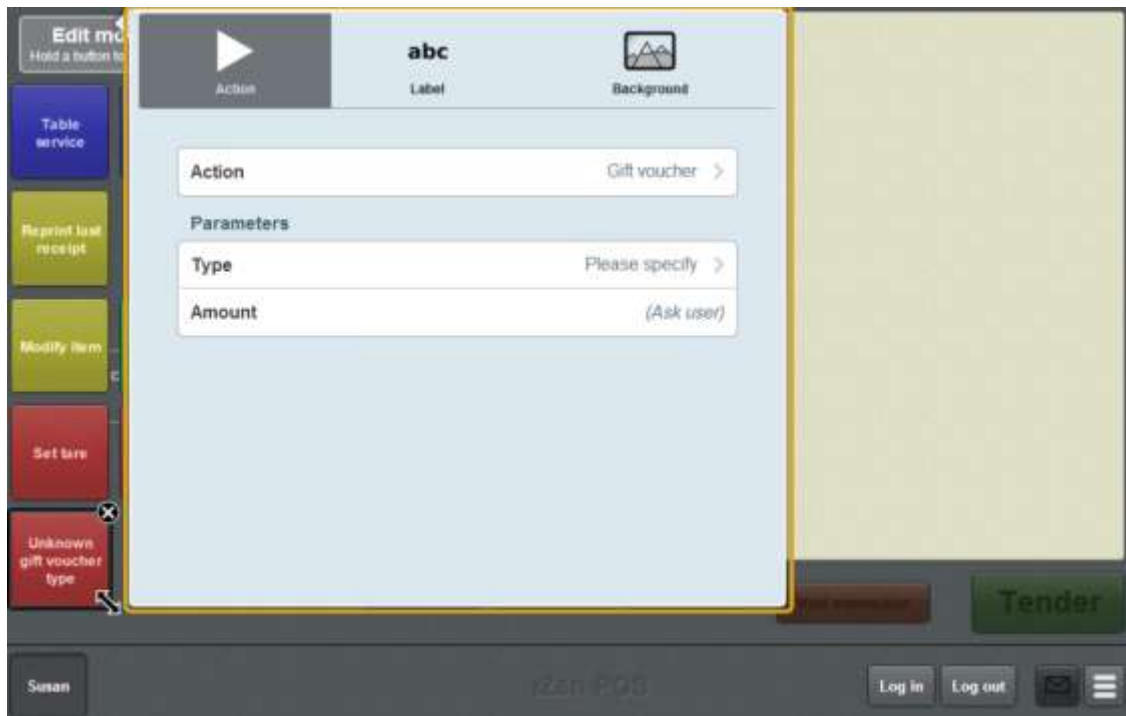 Edit mo
Hold a button to
Table
service
Reprint last
receipt
Modify item
Set tare
Unknown
gift voucher
type
Action
abc
Label
Background
Action
Gift voucher
Parameters
Type
Please specify
Amount
(Ask user)
Tender
Susan
Log in
Log out